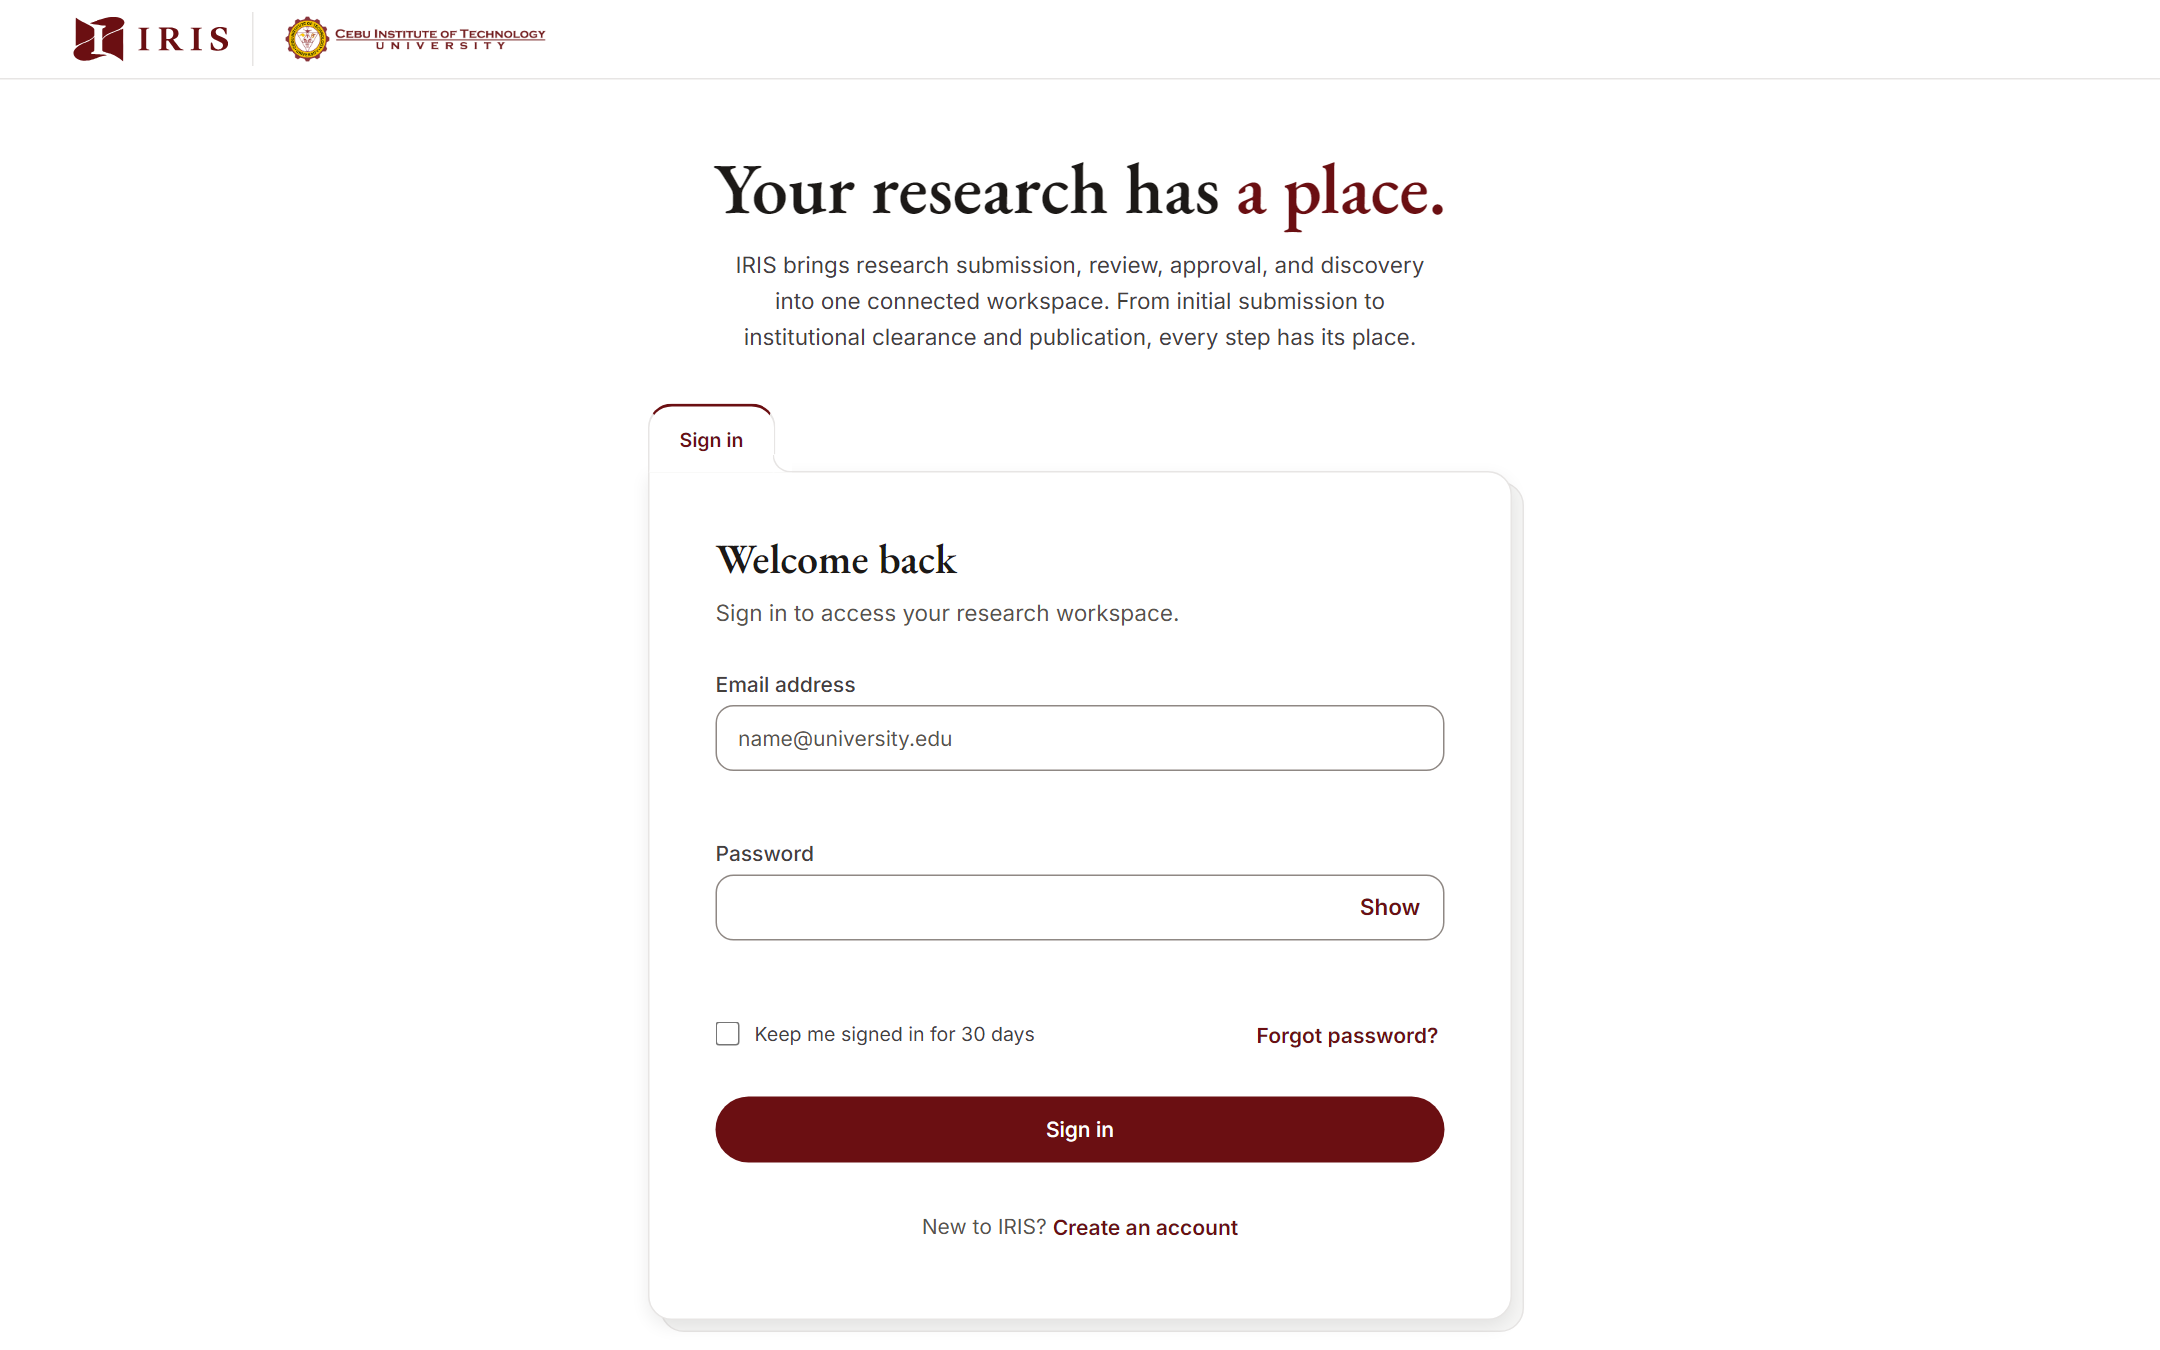 IRIS
CEBU INSTITUTE OF TECHNOLOGY
UNIVERSITY
Your research has a place.
IRIS brings research submission, review, approval, and discovery
into one connected workspace. From initial submission to
institutional clearance and publication, every step has its place.
Sign in
Welcome back
Sign in to access your research workspace.
Email address
name@university.edu
Password
Show
Keep me signed in for 30 days
Forgot password?
Sign in
New to IRIS? Create an account